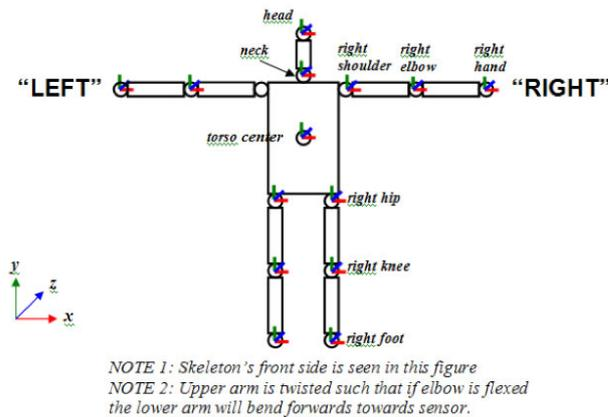 head
neck
right shoulder
right elbow
right hand
“LEFT”
“RIGHT”
torso center
right hip
right knee
right foot
y
z
x
NOTE 1: Skeleton’s front side is seen in this figure
NOTE 2: Upper arm is twisted such that if elbow is flexed
the lower arm will bend forwards towards sensor.